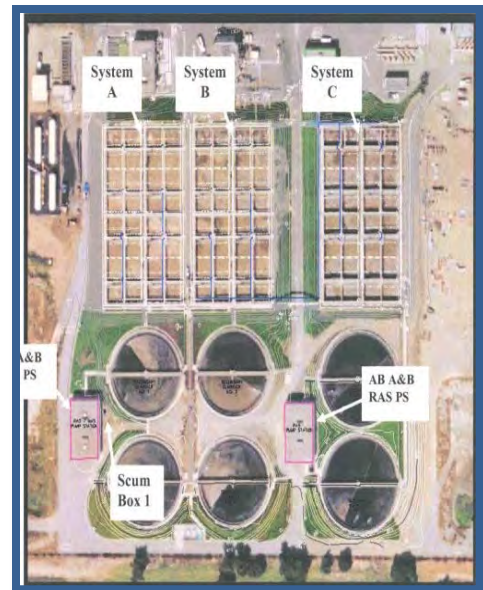 System
A
System
B
System
C
A&B
PS
AB A&B
RAS PS
Scum
Box 1